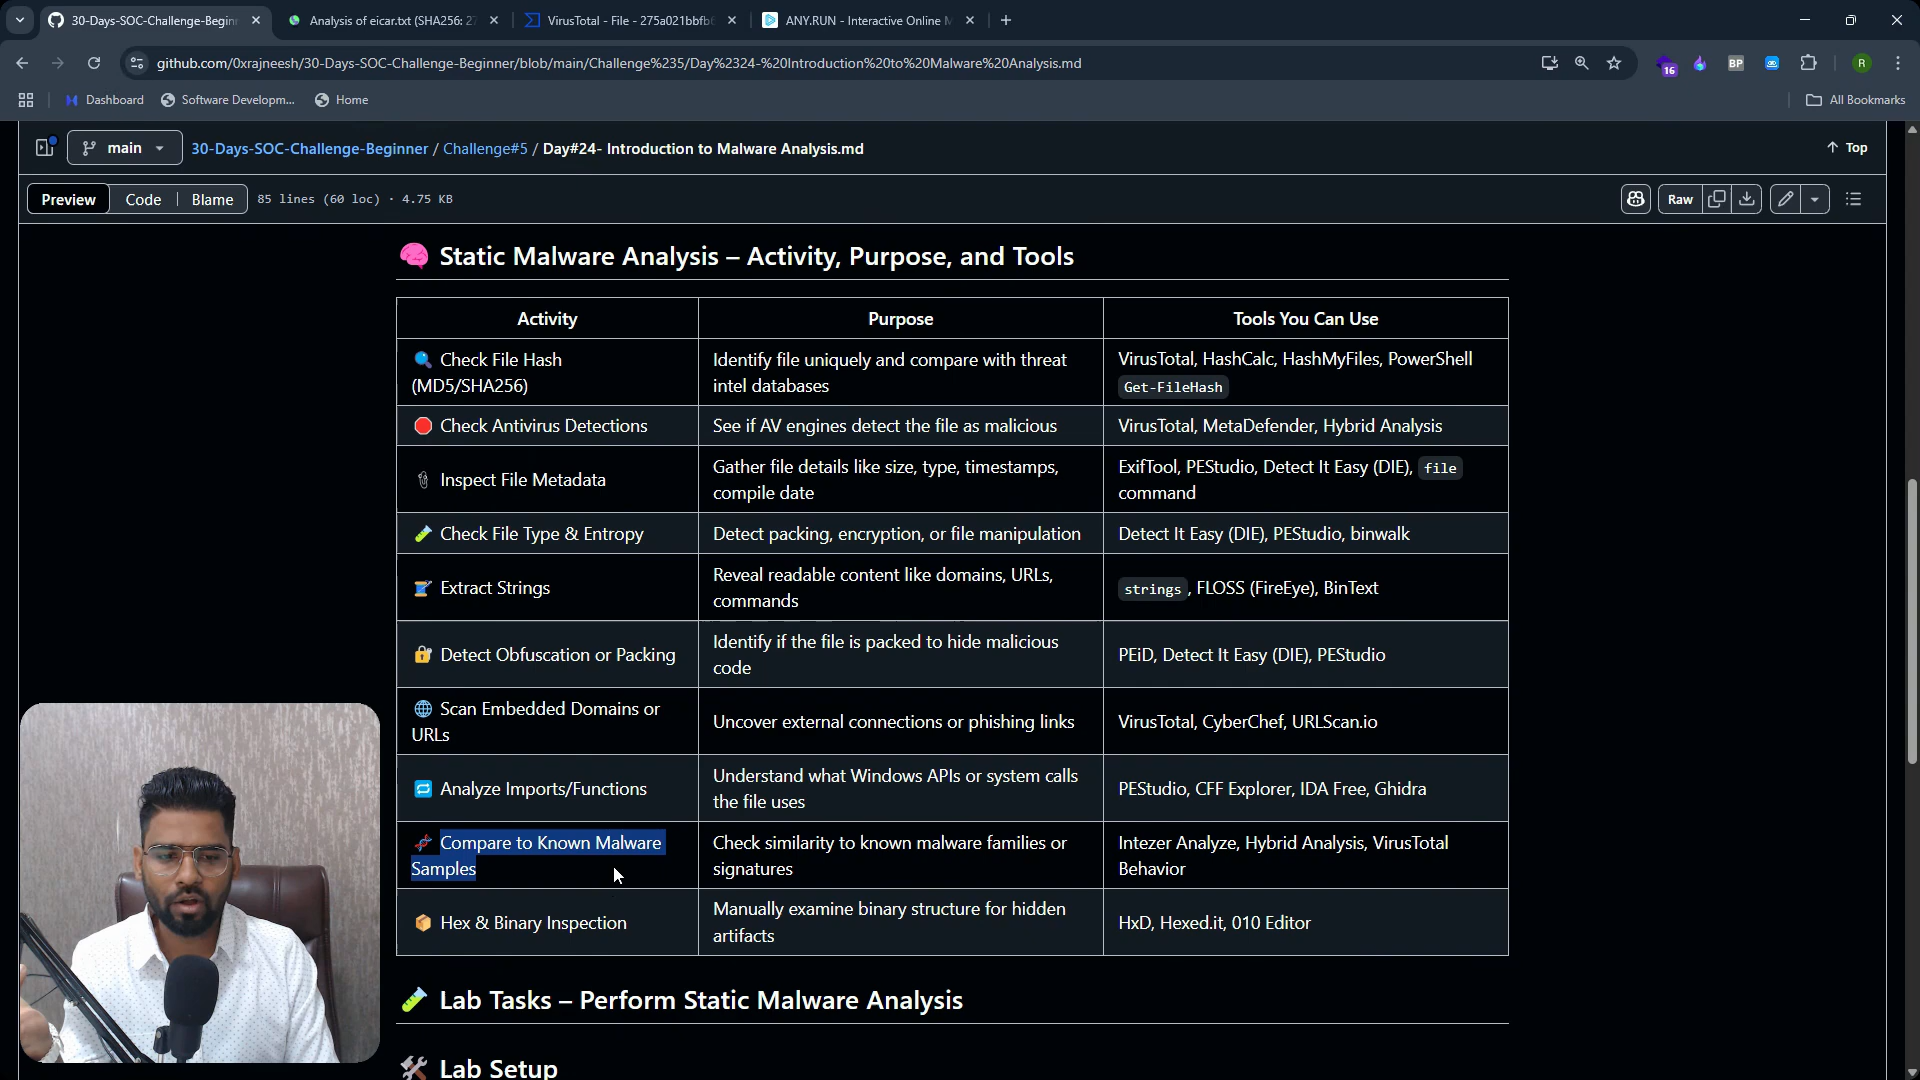 30-Days-SOC-Challenge-Beginn
Analysis of eicar.txt (SHA256: 27
VirusTotal - File - 275a021bbfb6
ANY.RUN - Interactive Online M
github.com/0xrajneesh/30-Days-SOC-Challenge-Beginner/blob/main/Challenge%235/Day%2324-%20Introduction%20to%20Malware%20Analysis.md
16
BP
R
Dashboard
Software Developm...
Home
All Bookmarks
main
30-Days-SOC-Challenge-Beginner / Challenge#5 / Day#24- Introduction to Malware Analysis.md
Top
Preview
Code
Blame
85 lines (60 loc) · 4.75 KB
Raw
Static Malware Analysis – Activity, Purpose, and Tools
Activity
Purpose
Tools You Can Use
Check File Hash
(MD5/SHA256)
Identify file uniquely and compare with threat
intel databases
VirusTotal, HashCalc, HashMyFiles, PowerShell
Get-FileHash
Check Antivirus Detections
See if AV engines detect the file as malicious
VirusTotal, MetaDefender, Hybrid Analysis
Inspect File Metadata
Gather file details like size, type, timestamps,
compile date
ExifTool, PEStudio, Detect It Easy (DIE), file
command
Check File Type & Entropy
Detect packing, encryption, or file manipulation
Detect It Easy (DIE), PEStudio, binwalk
Extract Strings
Reveal readable content like domains, URLs,
commands
strings, FLOSS (FireEye), BinText
Detect Obfuscation or Packing
Identify if the file is packed to hide malicious
code
PEiD, Detect It Easy (DIE), PEStudio
Scan Embedded Domains or
URLs
Uncover external connections or phishing links
VirusTotal, CyberChef, URLScan.io
Analyze Imports/Functions
Understand what Windows APIs or system calls
the file uses
PEStudio, CFF Explorer, IDA Free, Ghidra
Compare to Known Malware
Samples
Check similarity to known malware families or
signatures
Intezer Analyze, Hybrid Analysis, VirusTotal
Behavior
Hex & Binary Inspection
Manually examine binary structure for hidden
artifacts
HxD, Hexed.it, 010 Editor
Lab Tasks – Perform Static Malware Analysis
Lab Setup